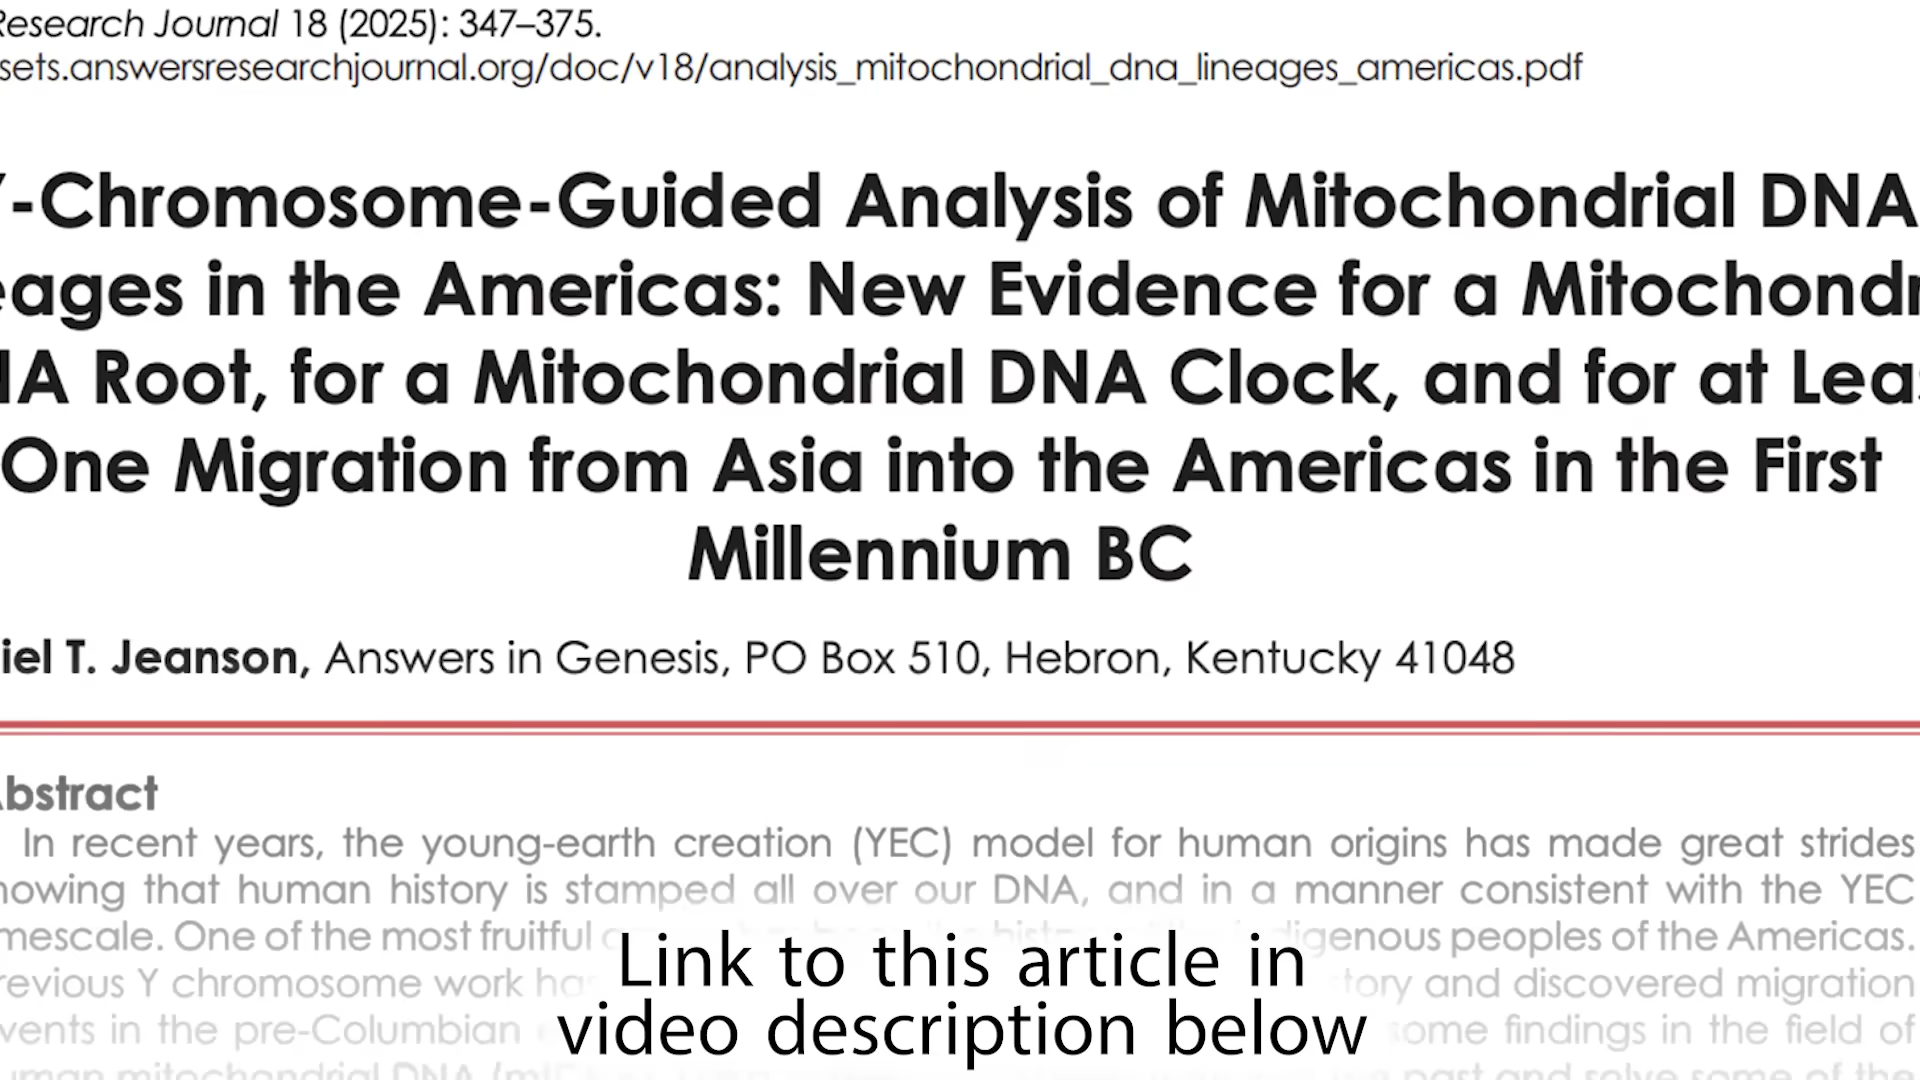 Research Journal 18 (2025): 347–375.
sets.answersresearchjournal.org/doc/v18/analysis_mitochondrial_dna_lineages_americas.pdf
Y-Chromosome-Guided Analysis of Mitochondrial DNA
eages in the Americas: New Evidence for a Mitochondr
NA Root, for a Mitochondrial DNA Clock, and for at Leas
One Migration from Asia into the Americas in the First
Millennium BC
iel T. Jeanson, Answers in Genesis, PO Box 510, Hebron, Kentucky 41048
Abstract
In recent years, the young-earth creation (YEC) model for human origins has made great strides
howing that human history is stamped all over our DNA, and in a manner consistent with the YEC
mescale. One of the most fruitful igenous peoples of the Americas.
revious Y chromosome work ha tory and discovered migration
vents in the pre-Columbian some findings in the field of
Link to this article in
video description below